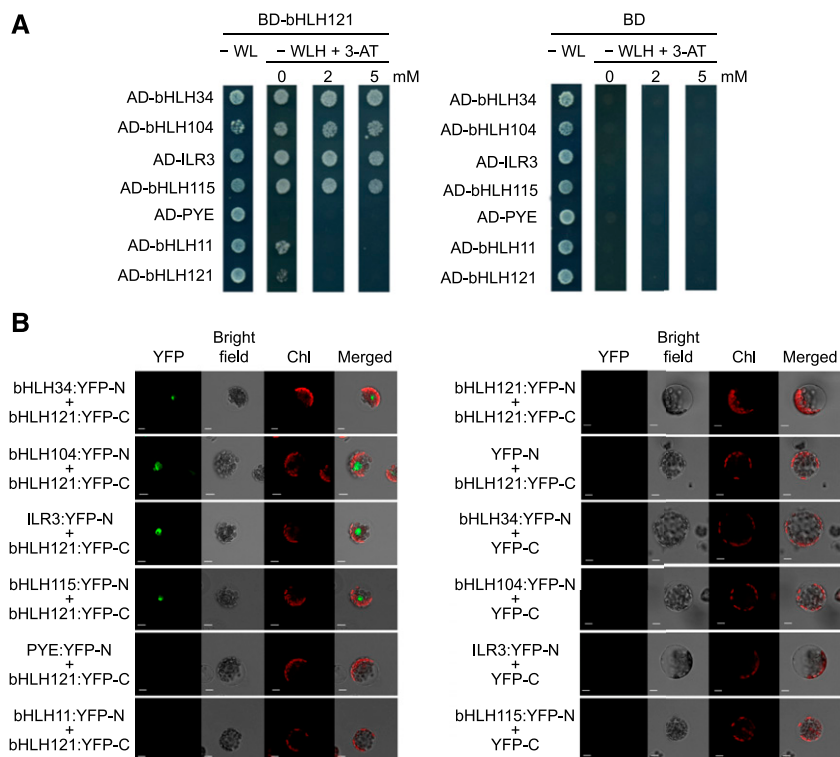 A
BD-bHLH121
– WL
– WLH + 3-AT
0
2
5
mM
AD-bHLH34
AD-bHLH104
AD-ILR3
AD-bHLH115
AD-PYE
AD-bHLH11
AD-bHLH121
BD
– WL
– WLH + 3-AT
0
2
5
mM
AD-bHLH34
AD-bHLH104
AD-ILR3
AD-bHLH115
AD-PYE
AD-bHLH11
AD-bHLH121
B
YFP
Bright
field
Chl
Merged
bHLH34:YFP-N
+
bHLH121:YFP-C
bHLH104:YFP-N
+
bHLH121:YFP-C
ILR3:YFP-N
+
bHLH121:YFP-C
bHLH115:YFP-N
+
bHLH121:YFP-C
PYE:YFP-N
+
bHLH121:YFP-C
bHLH11:YFP-N
+
bHLH121:YFP-C
YFP
Bright
field
Chl
Merged
bHLH121:YFP-N
+
bHLH121:YFP-C
YFP-N
+
bHLH121:YFP-C
bHLH34:YFP-N
+
YFP-C
bHLH104:YFP-N
+
YFP-C
ILR3:YFP-N
+
YFP-C
bHLH115:YFP-N
+
YFP-C